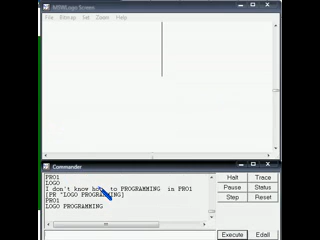 MSWLogo Screen
File Bitmap Set Zoom Help
Commander
PRO1
LOGO
I don't know how to PROGRAMMING in PRO1
[PR "LOGO PROGRAMMING]
PRO1
LOGO PROGRAMMING
Halt Trace
Pause Status
Step Reset
Execute Edall